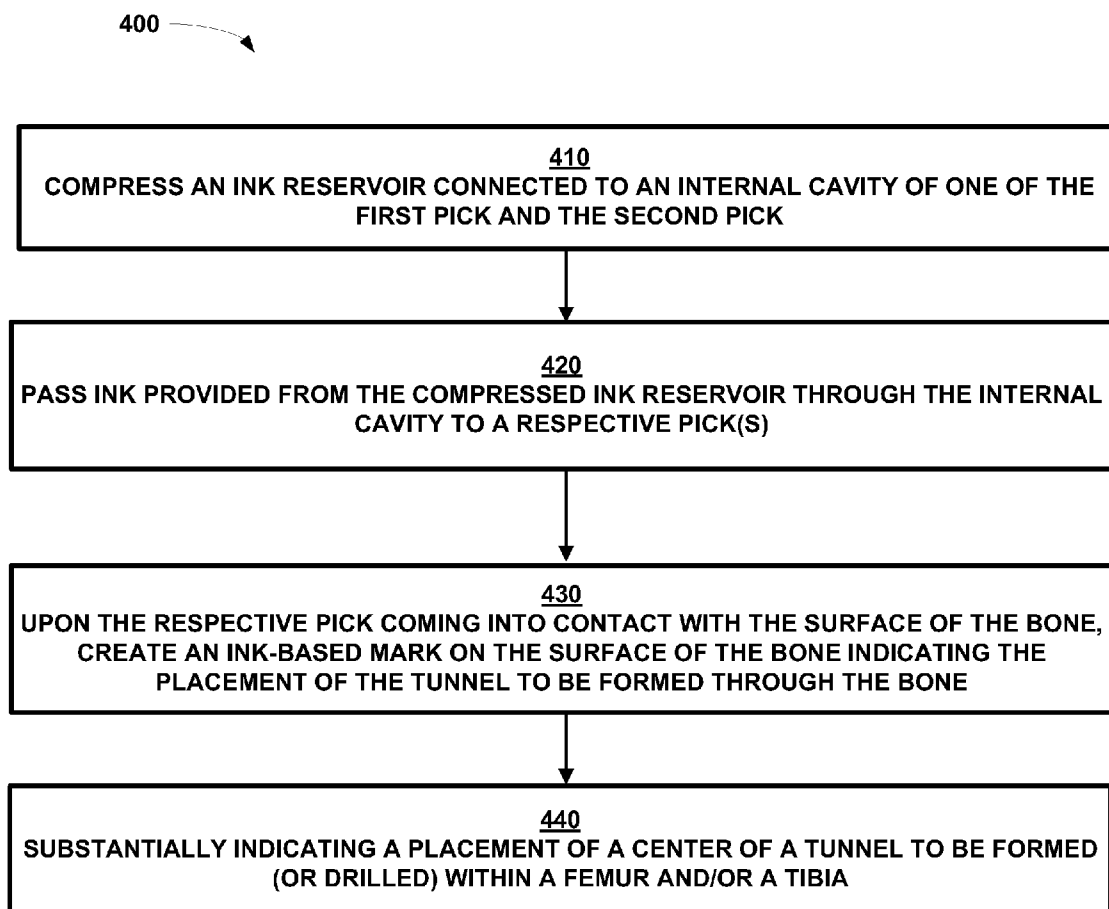 400
410
COMPRESS AN INK RESERVOIR CONNECTED TO AN INTERNAL CAVITY OF ONE OF THE
FIRST PICK AND THE SECOND PICK
420
PASS INK PROVIDED FROM THE COMPRESSED INK RESERVOIR THROUGH THE INTERNAL
CAVITY TO A RESPECTIVE PICK(S)
430
UPON THE RESPECTIVE PICK COMING INTO CONTACT WITH THE SURFACE OF THE BONE,
CREATE AN INK-BASED MARK ON THE SURFACE OF THE BONE INDICATING THE
PLACEMENT OF THE TUNNEL TO BE FORMED THROUGH THE BONE
440
SUBSTANTIALLY INDICATING A PLACEMENT OF A CENTER OF A TUNNEL TO BE FORMED
(OR DRILLED) WITHIN A FEMUR AND/OR A TIBIA